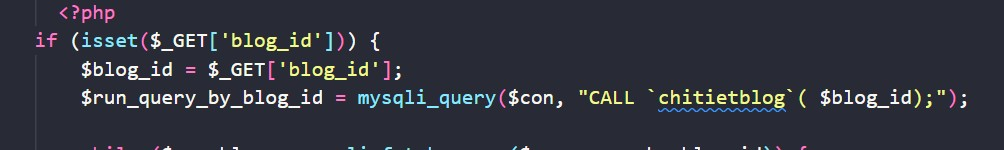 <?php
if (isset($_GET['blog_id'])) {
$blog_id = $_GET['blog_id'];
$run_query_by_blog_id = mysqli_query($con, "CALL `chitietblog`( $blog_id);");